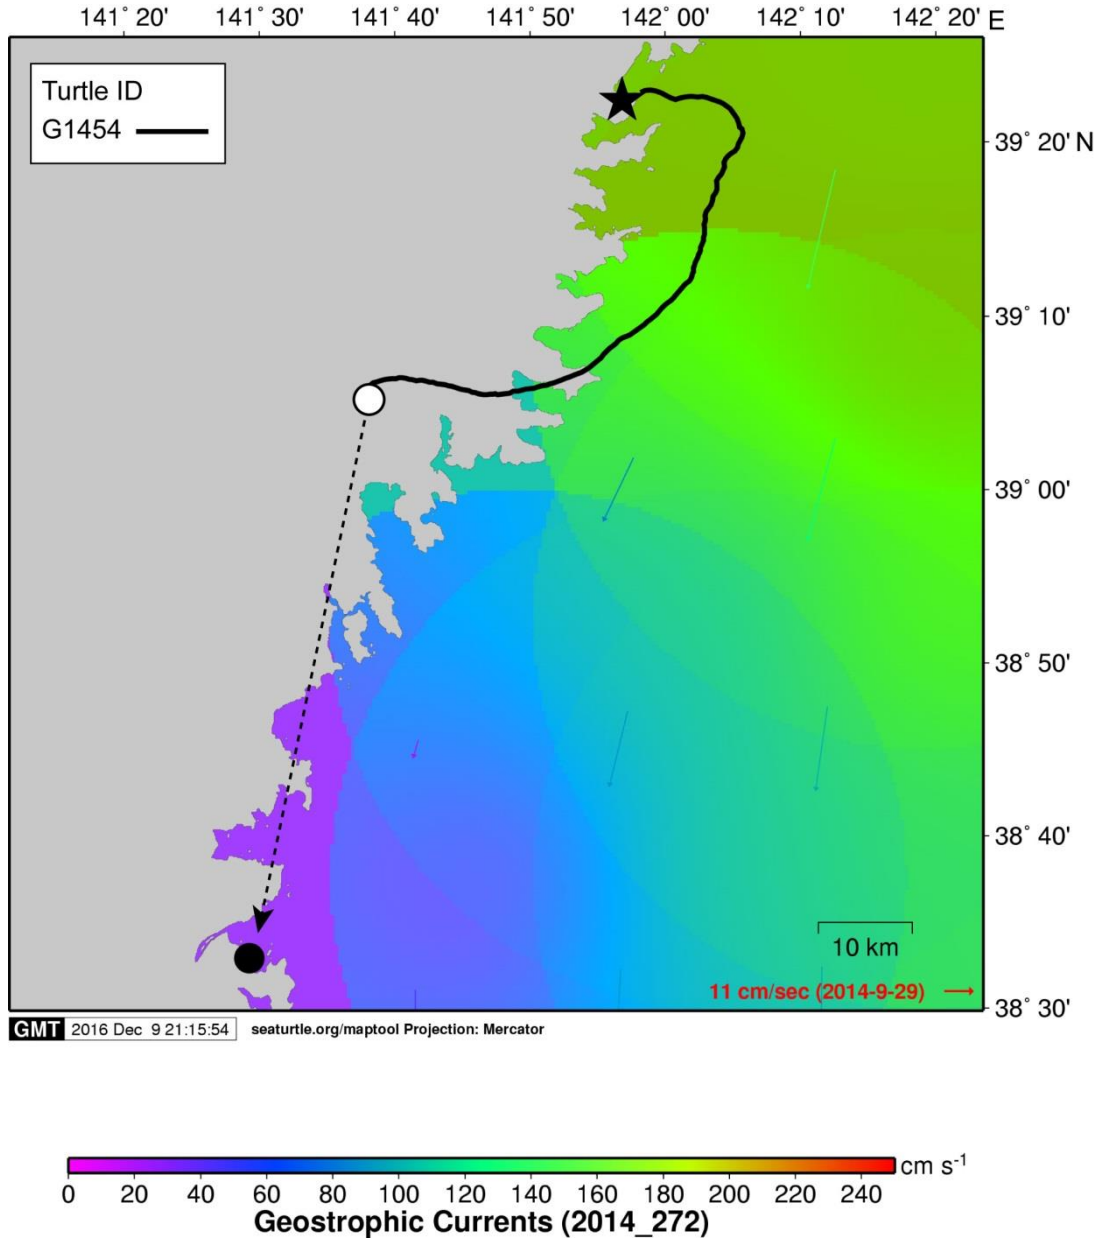 141° 20' 141° 30' 141° 40' 141° 50' 142° 00' 142° 10' 142° 20' E
Turtle ID
G1454
39° 20' N
39° 10'
39° 00'
38° 50'
38° 40'
10 km
11 cm/sec (2014-9-29)
38° 30'
GMT 2016 Dec 9 21:15:54 seaturtle.org/maptool Projection: Mercator
cm s-1
0 20 40 60 80 100 120 140 160 180 200 220 240
Geostrophic Currents (2014_272)